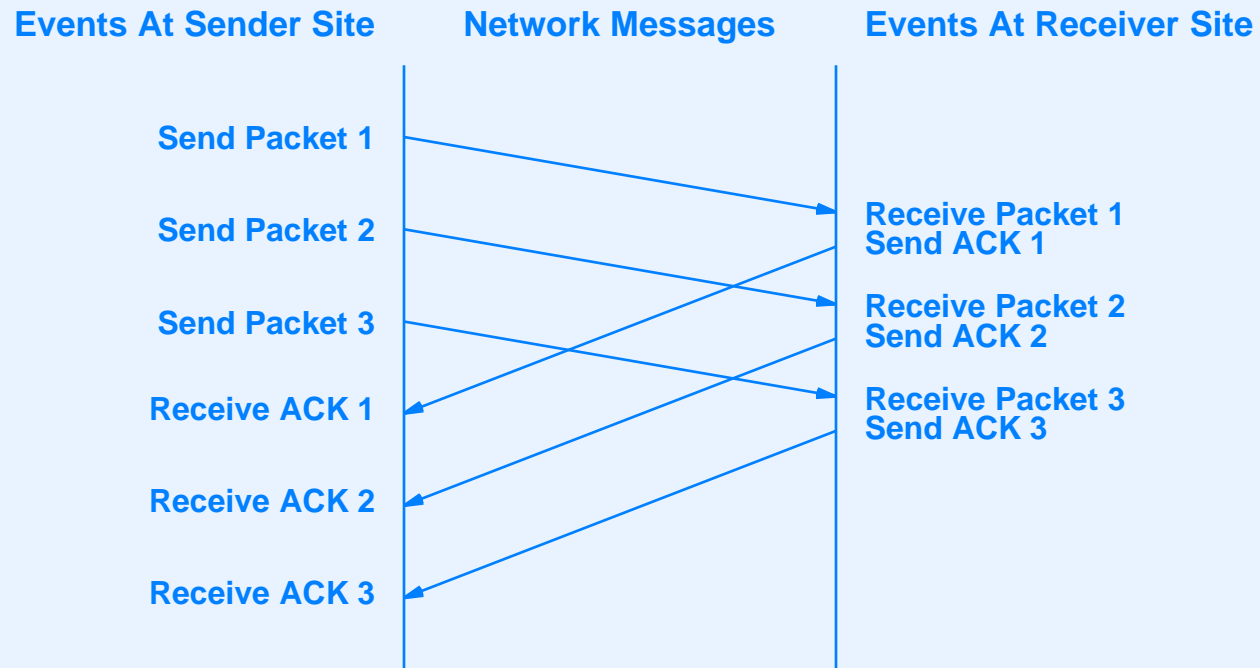 Events At Sender Site
Network Messages
Events At Receiver Site
Send Packet 1
Receive Packet 1
Send Packet 2
Send ACK 1
Receive Packet 2
Send Packet 3
Send ACK 2
Receive Packet 3
Receive ACK 1
Send ACK 3
Receive ACK 2
Receive ACK 3